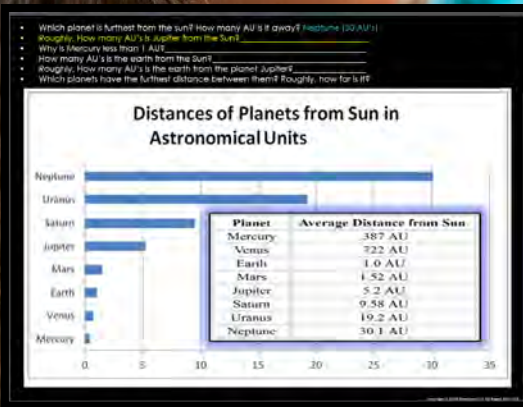 Which planet is furthest from the sun? How many AU is it away? Neptune (30 AU's)
Roughly, How many AU's is Jupiter from the Sun?
Why is Mercury less than 1 AU?
How many AU's is the earth from the Sun?
Roughly, How many AU's is the earth from the planet Jupiter?
Which planets have the furthest distance between them? Roughly, how far is it?
Distances of Planets from Sun in
Astronomical Units
Neptune
Uranus
Saturn
Jupiter
Mars
Earth
Venus
Mercury
Planet Average Distance from Sun
Mercury .387 AU
Venus .722 AU
Earth 1.0 AU
Mars 1.52 AU
Jupiter 5.2 AU
Saturn 9.58 AU
Uranus 19.2 AU
Neptune 30.1 AU
0 5 10 15 20 25 30 35